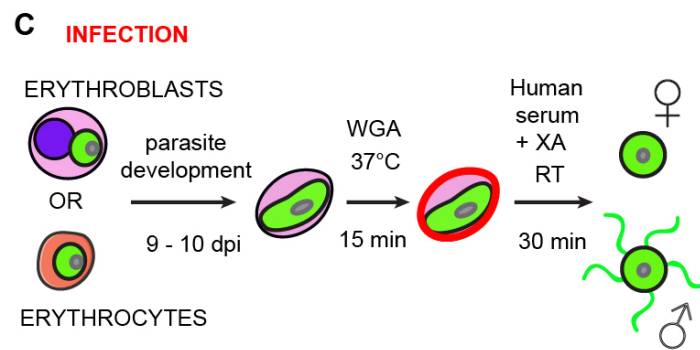 C
INFECTION
ERYTHROBLASTS
OR
ERYTHROCYTES
parasite
development
9 - 10 dpi
WGA
37°C
15 min
Human
serum
+ XA
RT
30 min
♀
♂